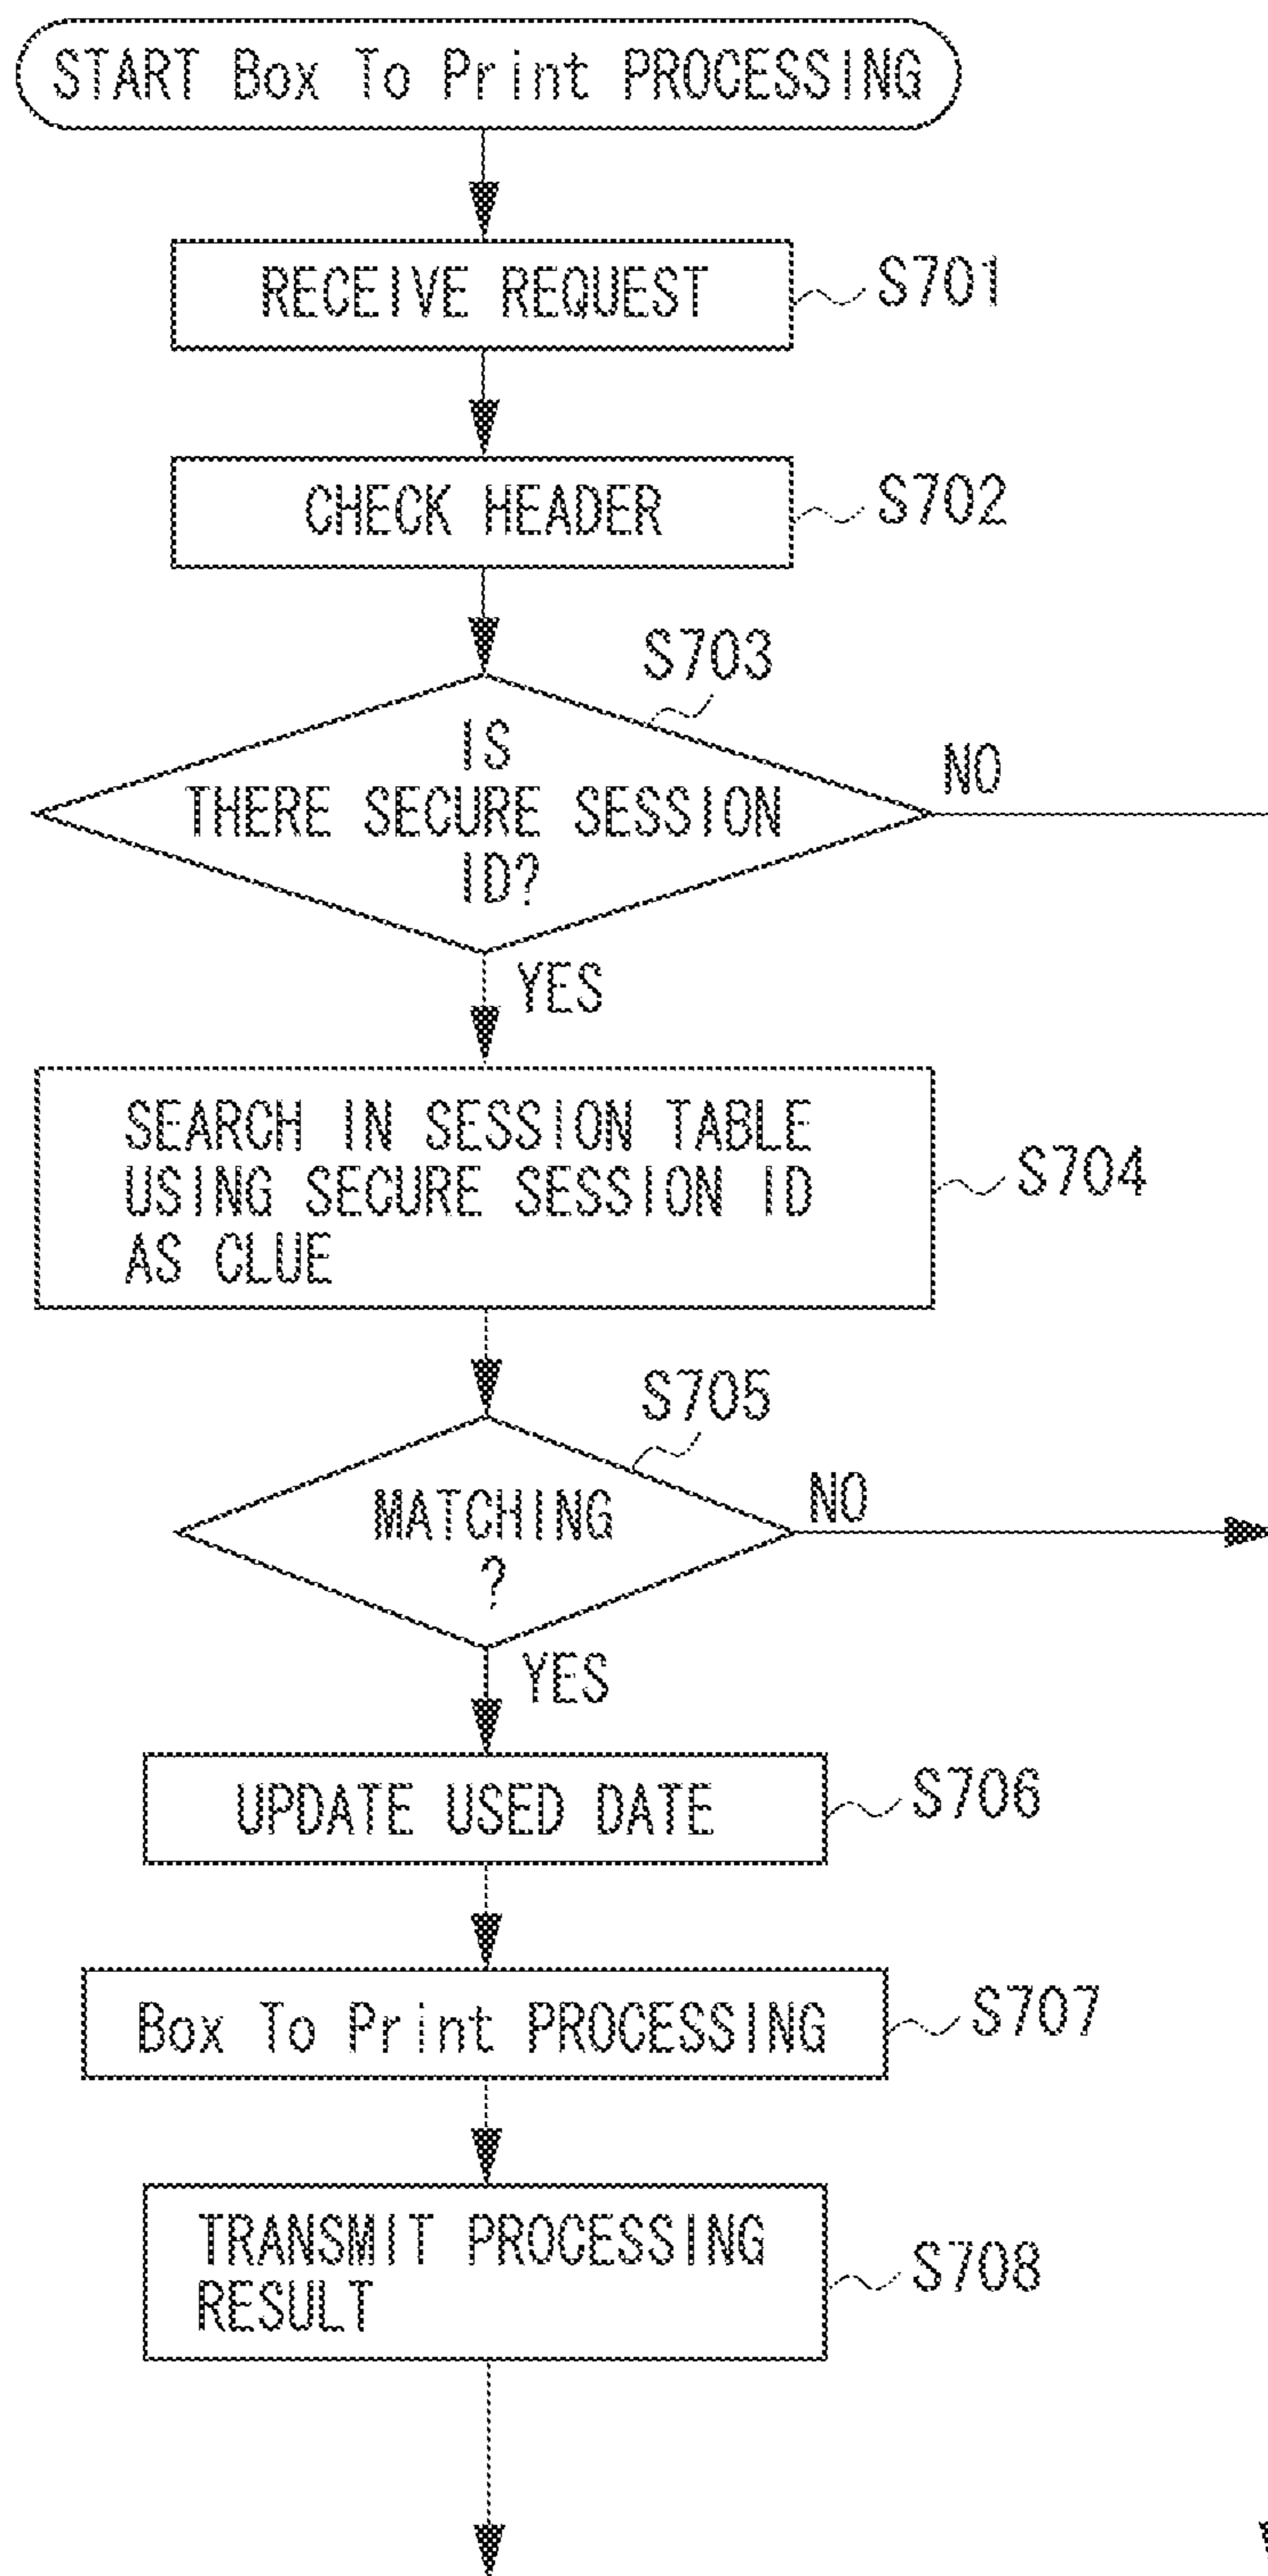 START Box To Print PROCESSING
RECEIVE REQUEST
S701
CHECK HEADER
S702
S703
IS
THERE SECURE SESSION
ID?
NO
YES
SEARCH IN SESSION TABLE
USING SECURE SESSION ID
AS CLUE
S704
S705
MATCHING
?
NO
YES
UPDATE USED DATE
S706
Box To Print PROCESSING
S707
TRANSMIT PROCESSING
RESULT
S708